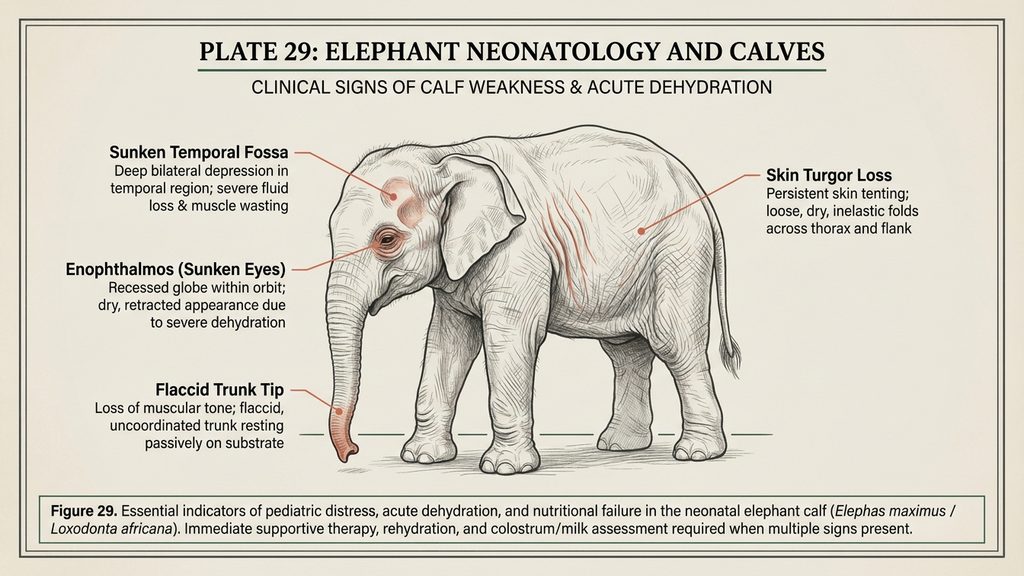 PLATE 29: ELEPHANT NEONATOLOGY AND CALVES
CLINICAL SIGNS OF CALF WEAKNESS & ACUTE DEHYDRATION
Sunken Temporal Fossa
Deep bilateral depression in
temporal region; severe fluid
loss & muscle wasting
Enophthalmos (Sunken Eyes)
Recessed globe within orbit;
dry, retracted appearance due
to severe dehydration
Flaccid Trunk Tip
Loss of muscular tone; flaccid,
uncoordinated trunk resting
passively on substrate
Skin Turgor Loss
Persistent skin tenting;
loose, dry, inelastic folds
across thorax and flank
Figure 29. Essential indicators of pediatric distress, acute dehydration, and nutritional failure in the neonatal elephant calf (Elephas maximus /
Loxodonta africana). Immediate supportive therapy, rehydration, and colostrum/milk assessment required when multiple signs present.